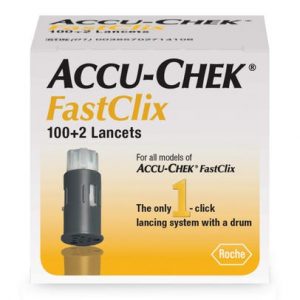 ACCU-CHEK®
FastClix
100+2 Lancets
For all models of
ACCU-CHEK® FastClix
The only 1-click
lancing system with a drum
Roche